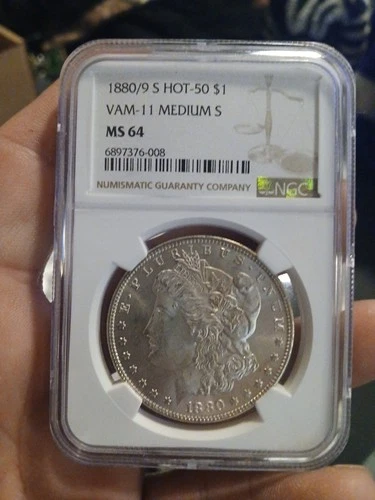 1880/9 S HOT-50 $1
VAM-11 MEDIUM S
MS 64
6897376-008
NUMISMATIC GUARANTY COMPANY
NGC
E·PLURIBUS·UNUM
1880